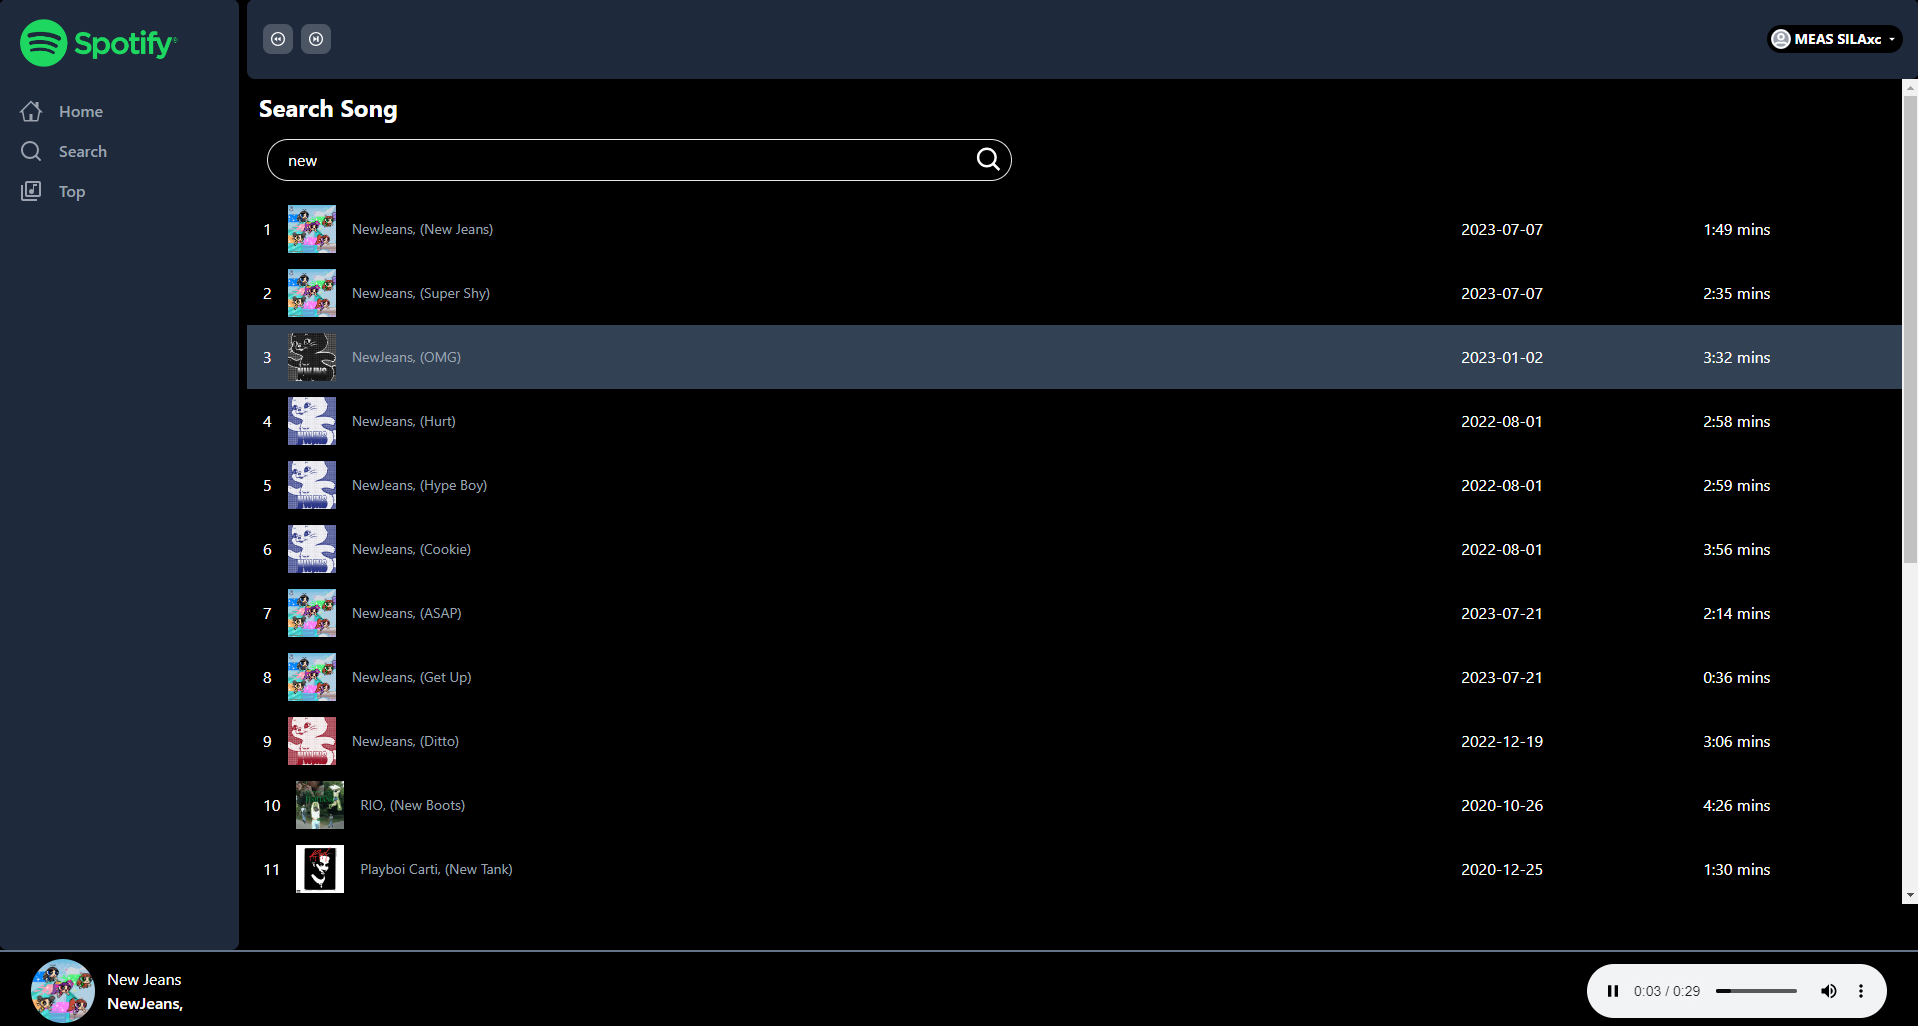 Spotify
MEAS SILAxc
Home
Search
Top
Search Song
new
1 NewJeans, (New Jeans) 2023-07-07 1:49 mins
2 NewJeans, (Super Shy) 2023-07-07 2:35 mins
3 NewJeans, (OMG) 2023-01-02 3:32 mins
4 NewJeans, (Hurt) 2022-08-01 2:58 mins
5 NewJeans, (Hype Boy) 2022-08-01 2:59 mins
6 NewJeans, (Cookie) 2022-08-01 3:56 mins
7 NewJeans, (ASAP) 2023-07-21 2:14 mins
8 NewJeans, (Get Up) 2023-07-21 0:36 mins
9 NewJeans, (Ditto) 2022-12-19 3:06 mins
10 RIO, (New Boots) 2020-10-26 4:26 mins
11 Playboi Carti, (New Tank) 2020-12-25 1:30 mins
New Jeans
NewJeans,
0:03 / 0:29